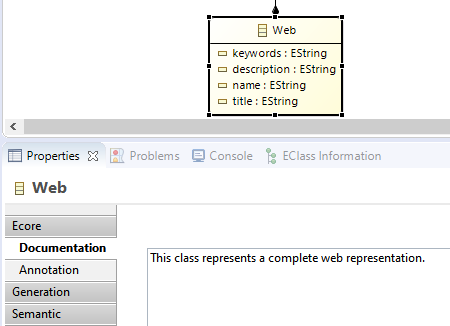 Web
keywords : EString
description : EString
name : EString
title : EString
Properties Problems Console EClass Information
Web
Ecore
Documentation
Annotation
Generation
Semantic
This class represents a complete web representation.